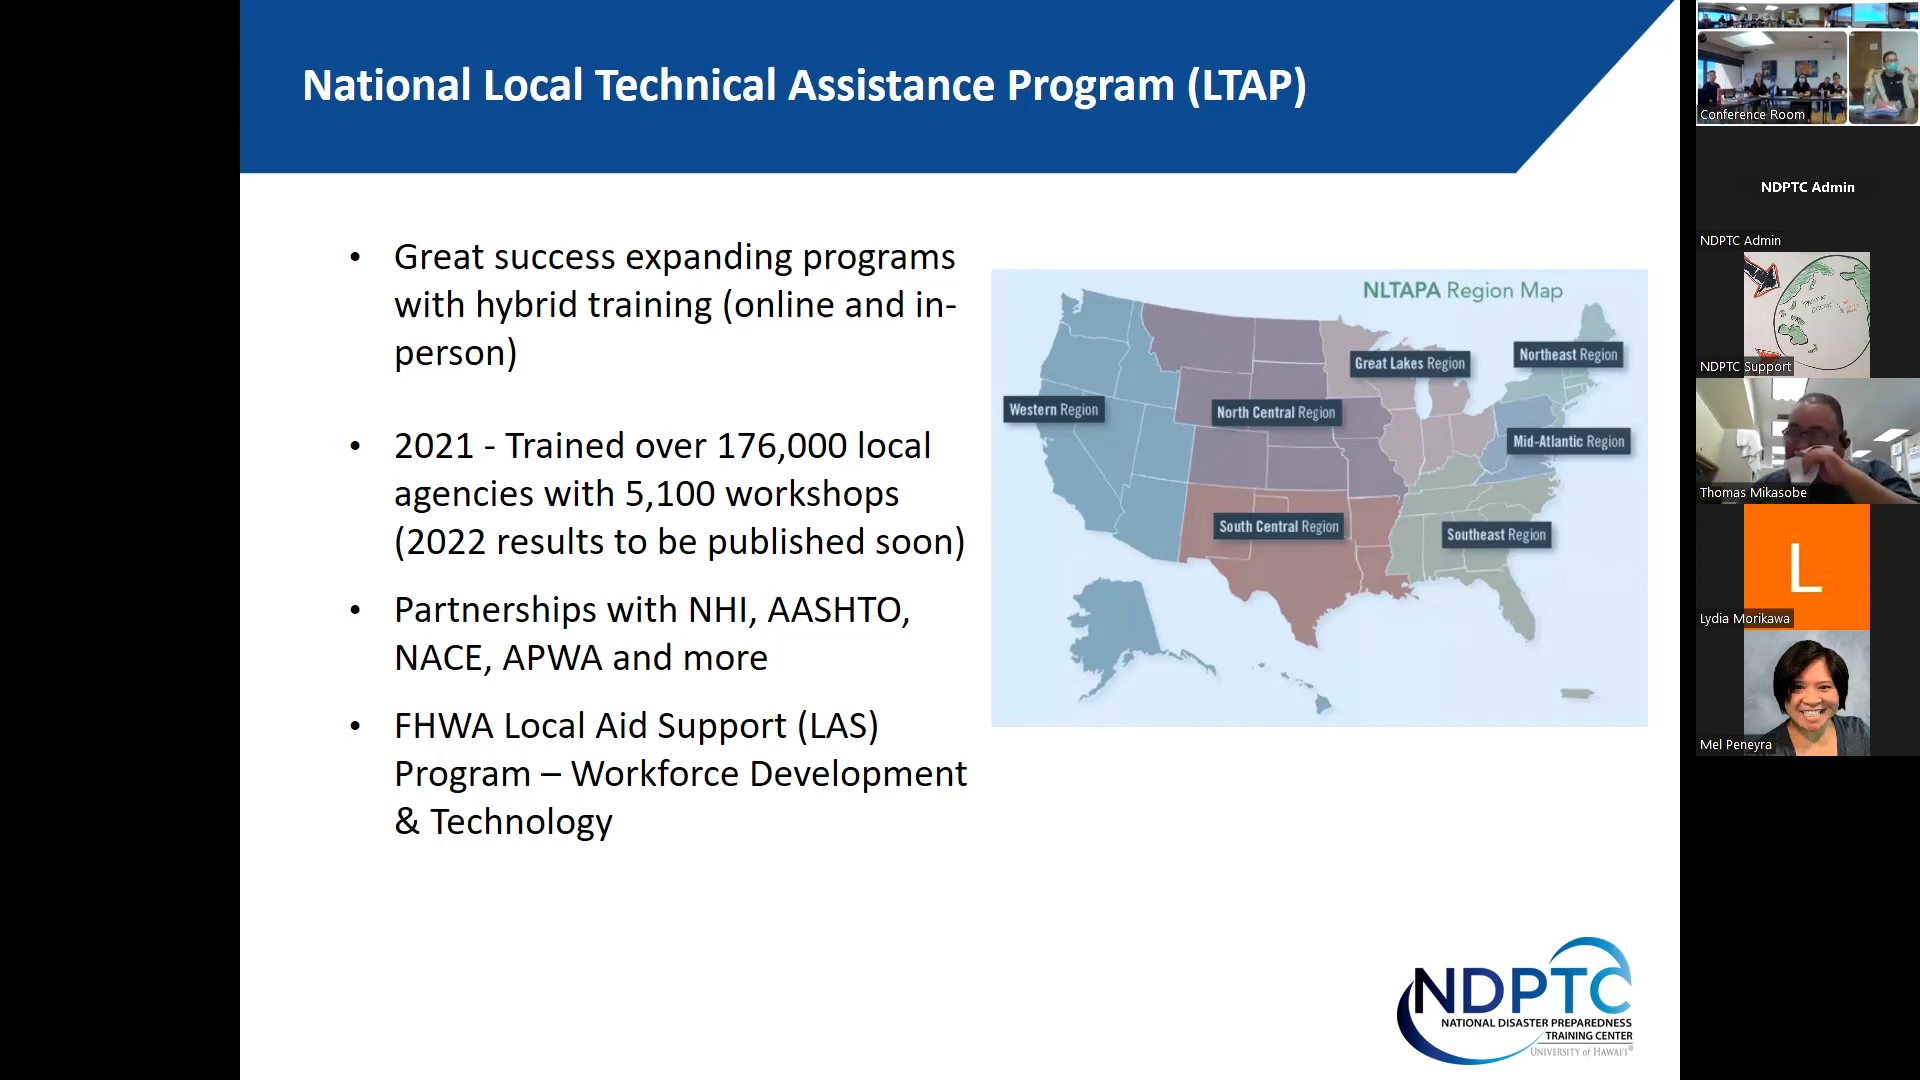 National Local Technical Assistance Program (LTAP)
• Great success expanding programs
with hybrid training (online and in-
person)
• 2021 - Trained over 176,000 local
agencies with 5,100 workshops
(2022 results to be published soon)
• Partnerships with NHI, AASHTO,
NACE, APWA and more
• FHWA Local Aid Support (LAS)
Program – Workforce Development
& Technology
NLTAPA Region Map
Northeast Region
Great Lakes Region
Western Region
North Central Region
Mid-Atlantic Region
South Central Region
Southeast Region
NDPTC
NATIONAL DISASTER PREPAREDNESS
TRAINING CENTER
UNIVERSITY of HAWAI'I®
Conference Room
NDPTC Admin
NDPTC Admin
NDPTC Support
Thomas Mikasobe
L
Lydia Morikawa
Mel Peneyra